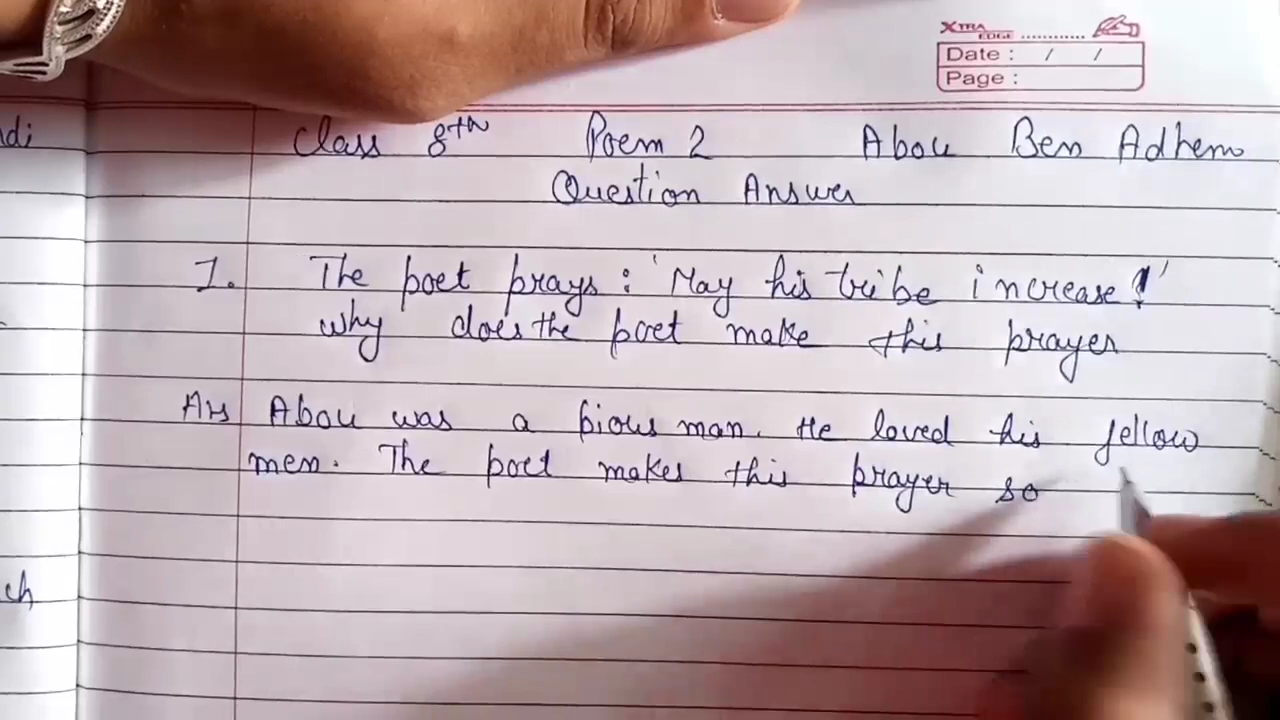 XTRA EDGE ............
Date : / /
Page :
di
Class 8th Poem 2 Abou Ben Adhem
Question Answer
1. The poet prays : 'May his tribe increase!'
why does the poet make this prayer
Ans Abou was a pious man. He loved his fellow
men. The poet makes this prayer so
ch